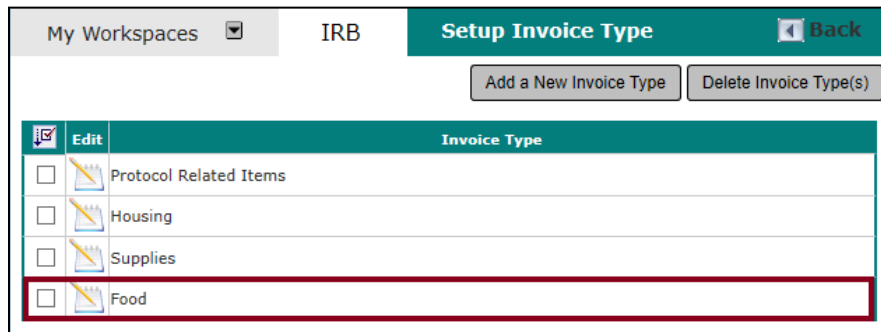 My Workspaces IRB Setup Invoice Type Back
Add a New Invoice Type Delete Invoice Type(s)
Edit Invoice Type
Protocol Related Items
Housing
Supplies
Food